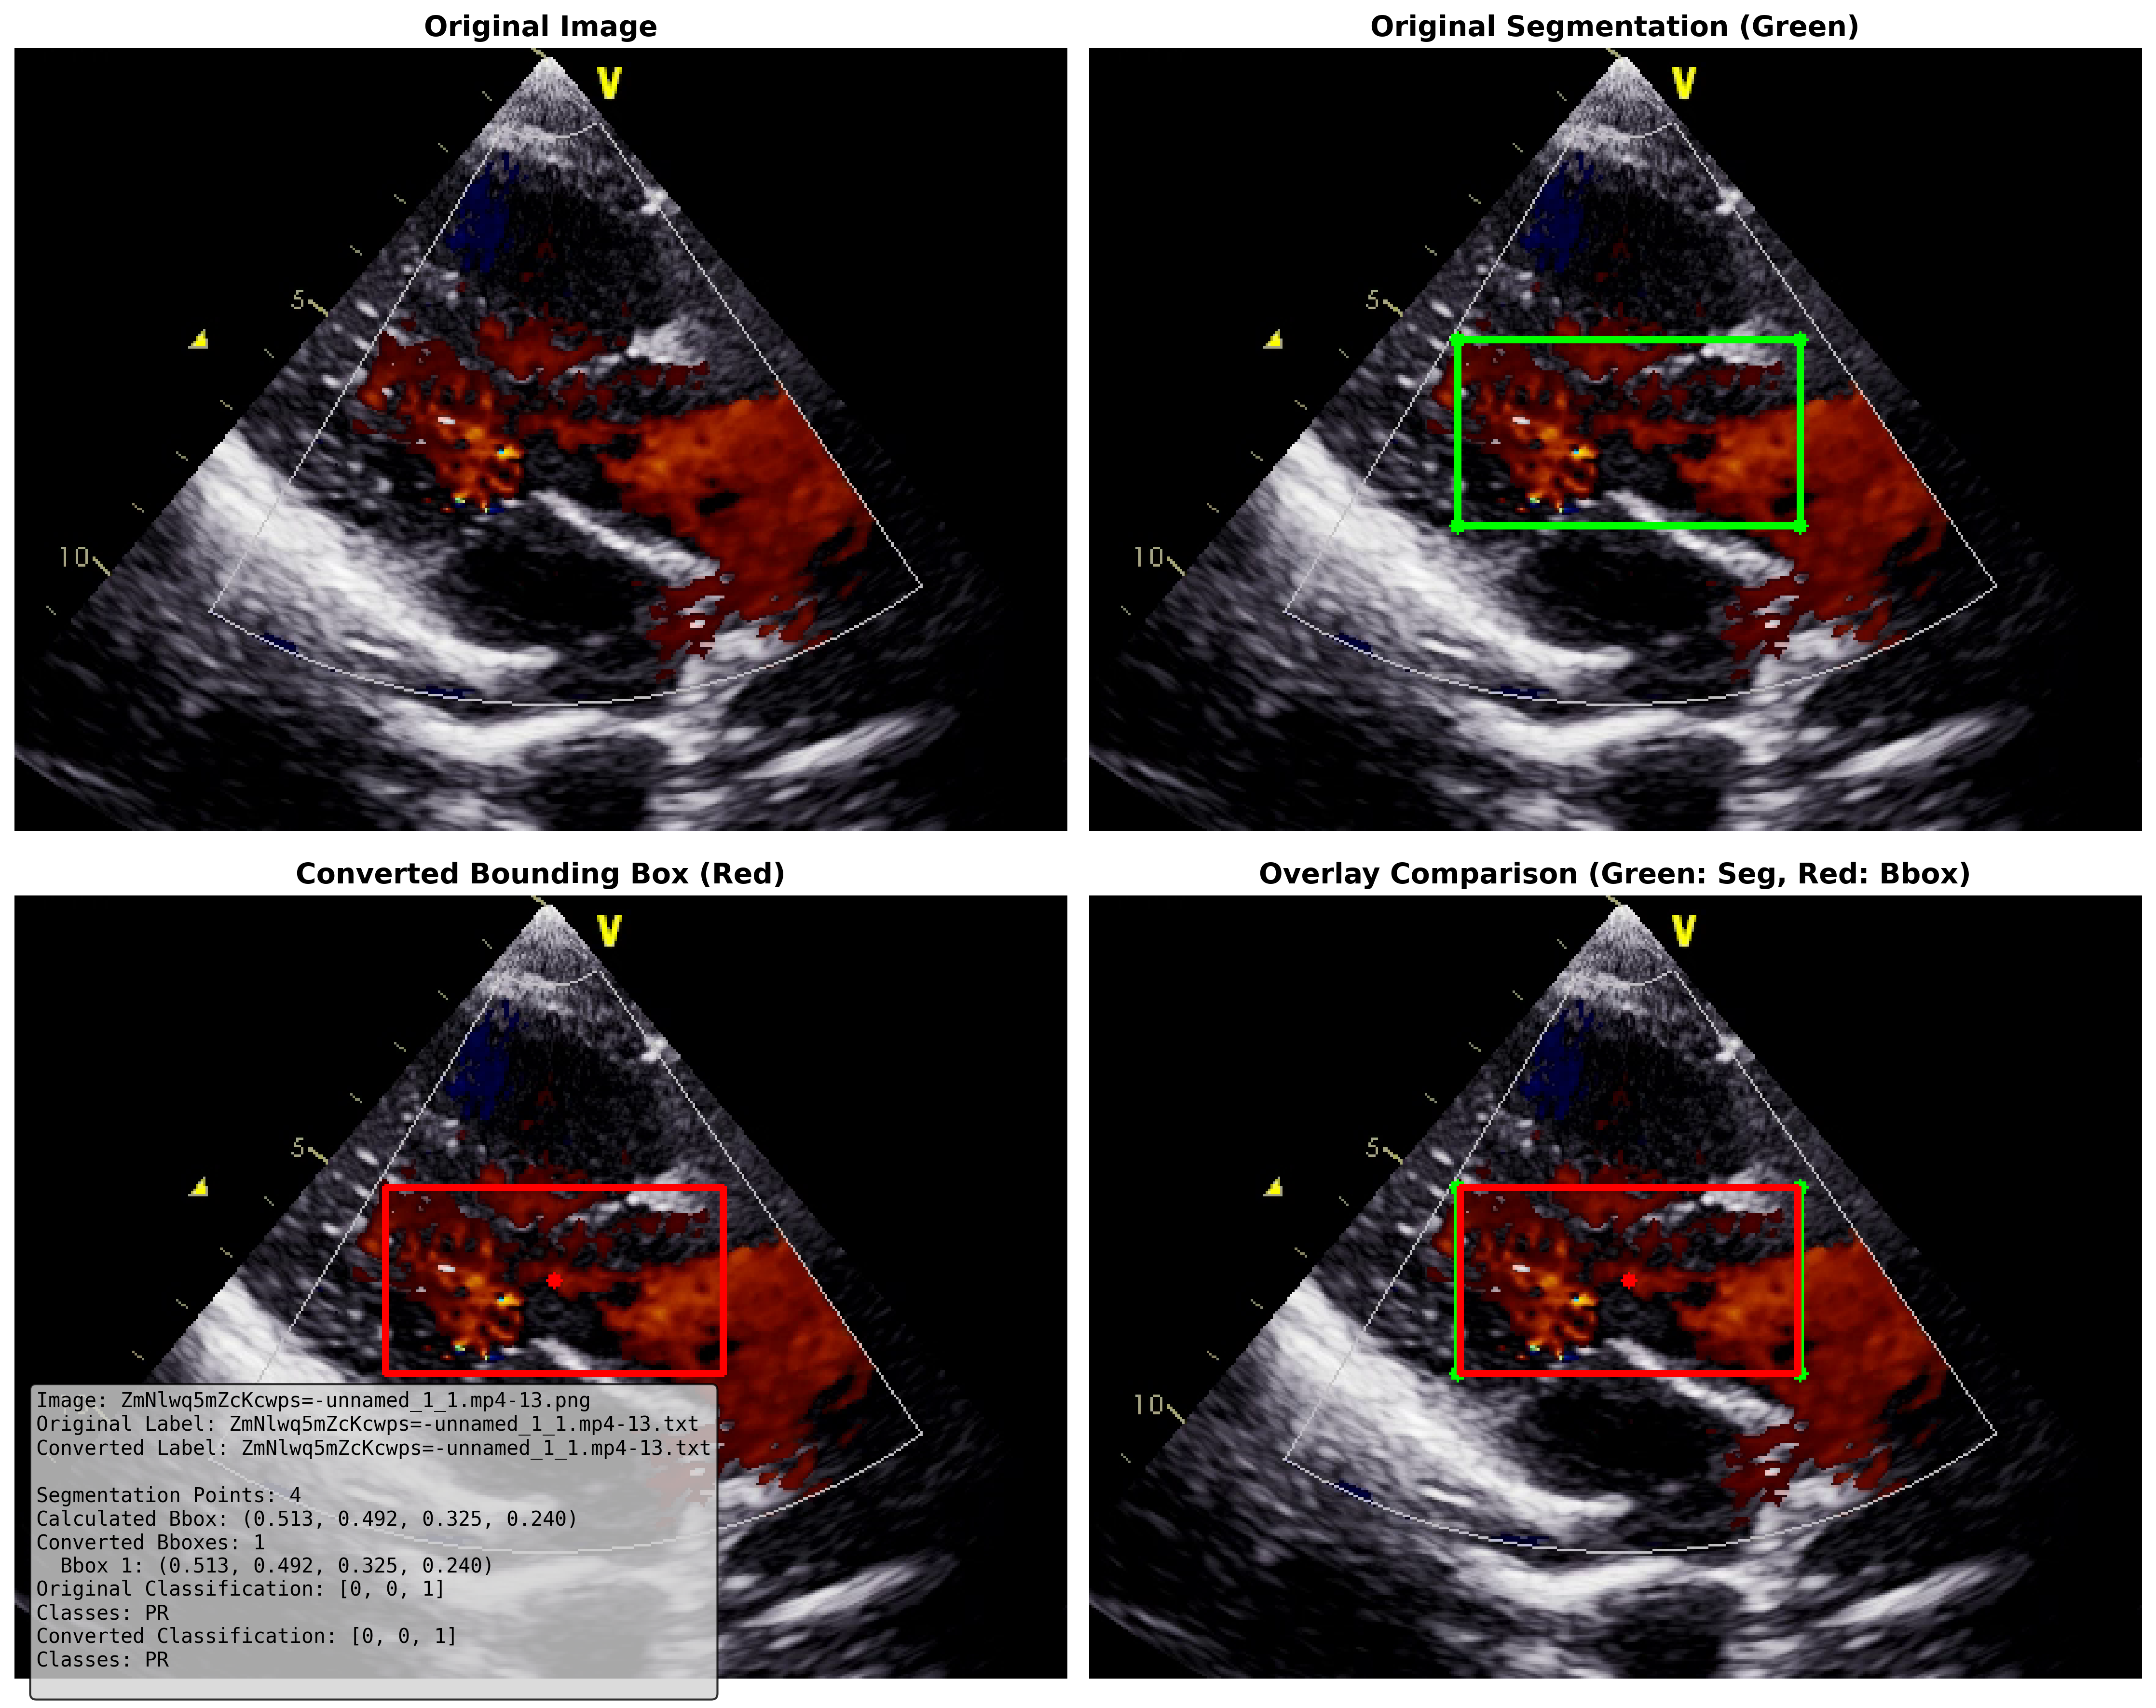 Original Image
Original Segmentation (Green)
V
5
10
V
5
10
Converted Bounding Box (Red)
Overlay Comparison (Green: Seg, Red: Bbox)
V
5
V
5
10
Image: ZmNlwq5mZcKcwps=-unnamed_1_1.mp4-13.png
Original Label: ZmNlwq5mZcKcwps=-unnamed_1_1.mp4-13.txt
Converted Label: ZmNlwq5mZcKcwps=-unnamed_1_1.mp4-13.txt
Segmentation Points: 4
Calculated Bbox: (0.513, 0.492, 0.325, 0.240)
Converted Bboxes: 1
Bbox 1: (0.513, 0.492, 0.325, 0.240)
Original Classification: [0, 0, 1]
Classes: PR
Converted Classification: [0, 0, 1]
Classes: PR